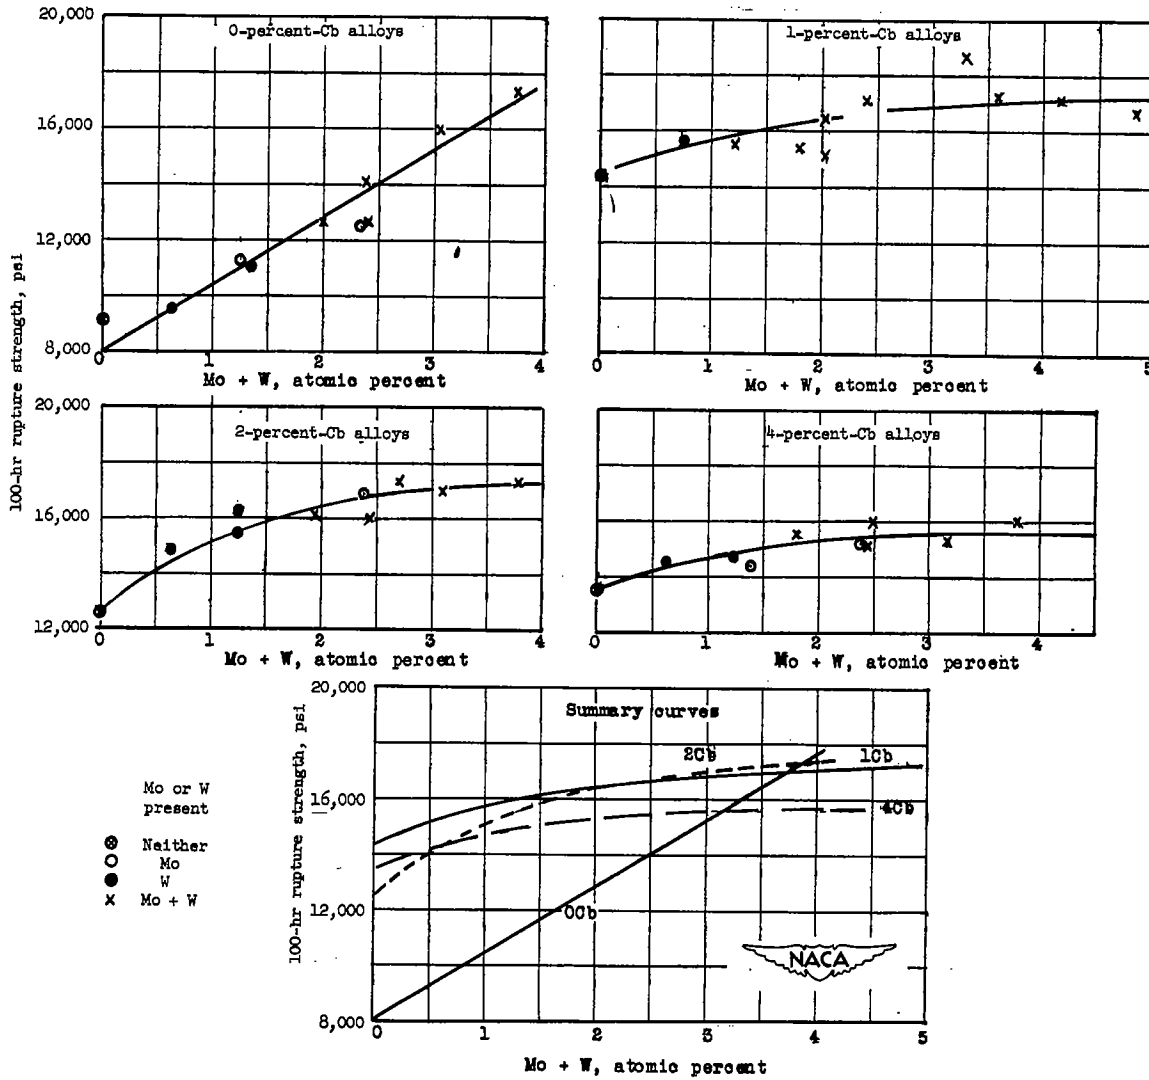 20,000
0-percent-Cb alloys
16,000
12,000
8,000
0 1 2 3 4
Mo + W, atomic percent
1-percent-Cb alloys
0 1 2 3 4 5
Mo + W, atomic percent
100-hr rupture strength, psi
20,000
2-percent-Cb alloys
16,000
12,000
0 1 2 3 4
Mo + W, atomic percent
4-percent-Cb alloys
0 1 2 3 4
Mo + W, atomic percent
20,000
Summary curves
2Cb
1Cb
16,000
4Cb
12,000
0Cb
8,000
100-hr rupture strength, psi
NACA
0 1 2 3 4 5
Mo + W, atomic percent
Mo or W
present
Neither
Mo
W
x Mo + W